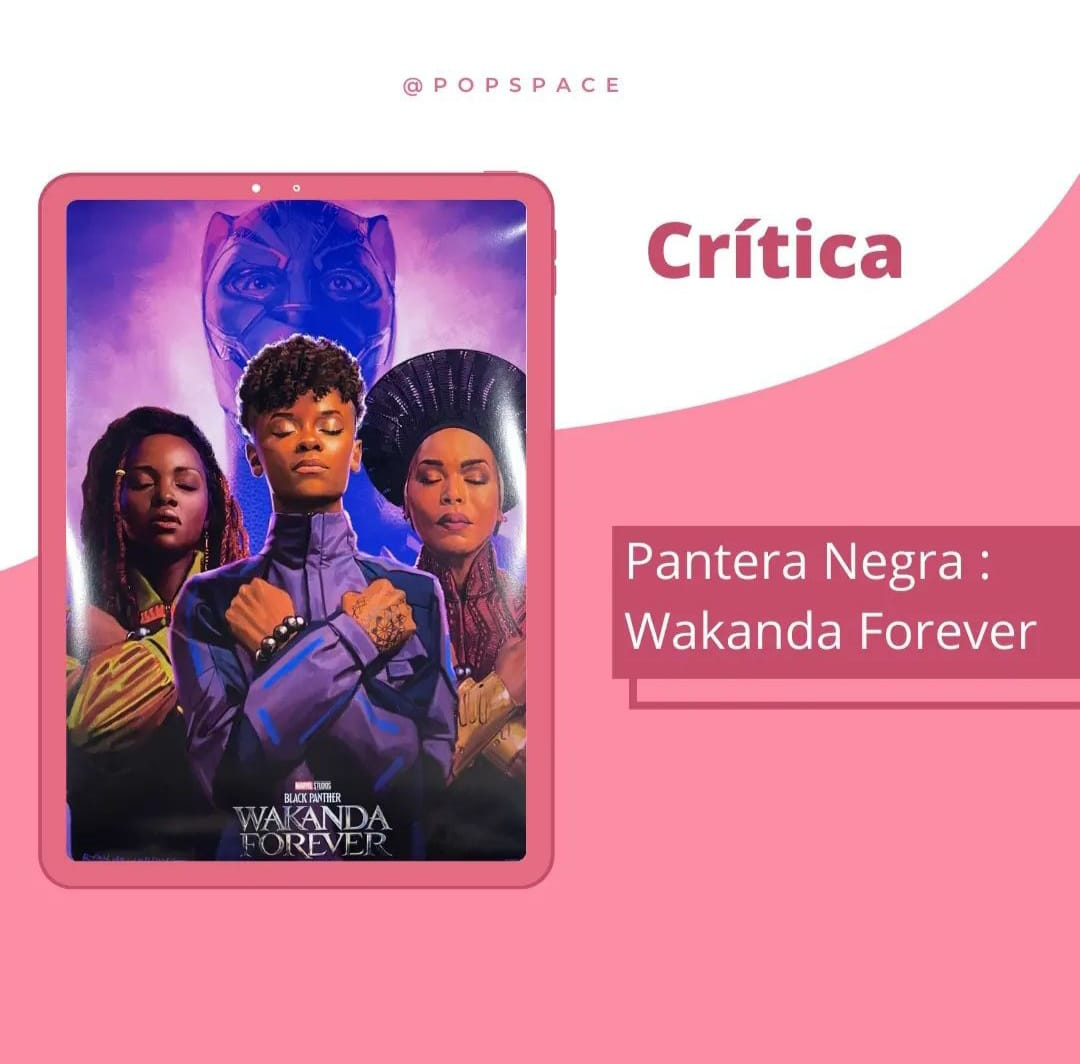 @POPSPACE
Crítica
Pantera Negra :
Wakanda Forever
MARVEL STUDIOS
BLACK PANTHER
WAKANDA
FOREVER